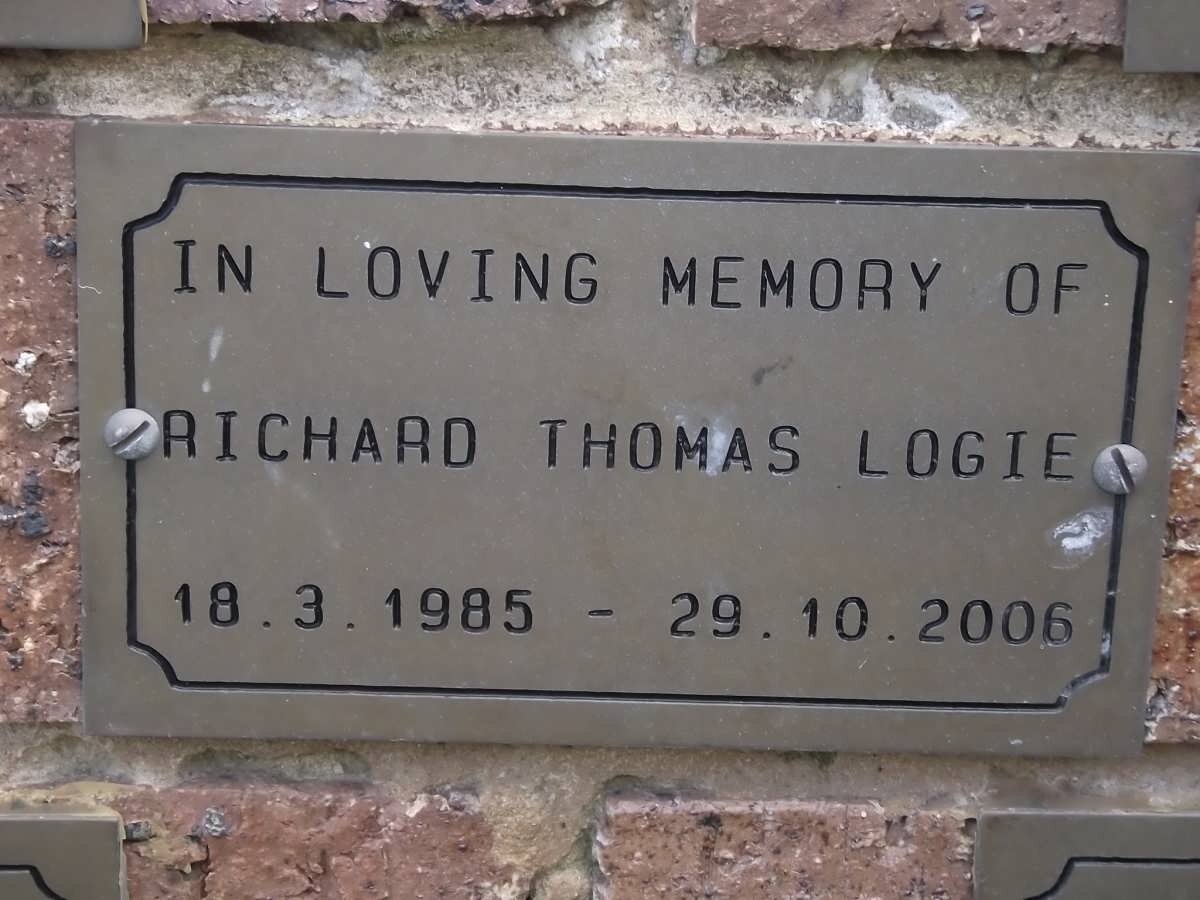 IN LOVING MEMORY OF
RICHARD THOMAS LOGIE
18.3.1985 - 29.10.2006